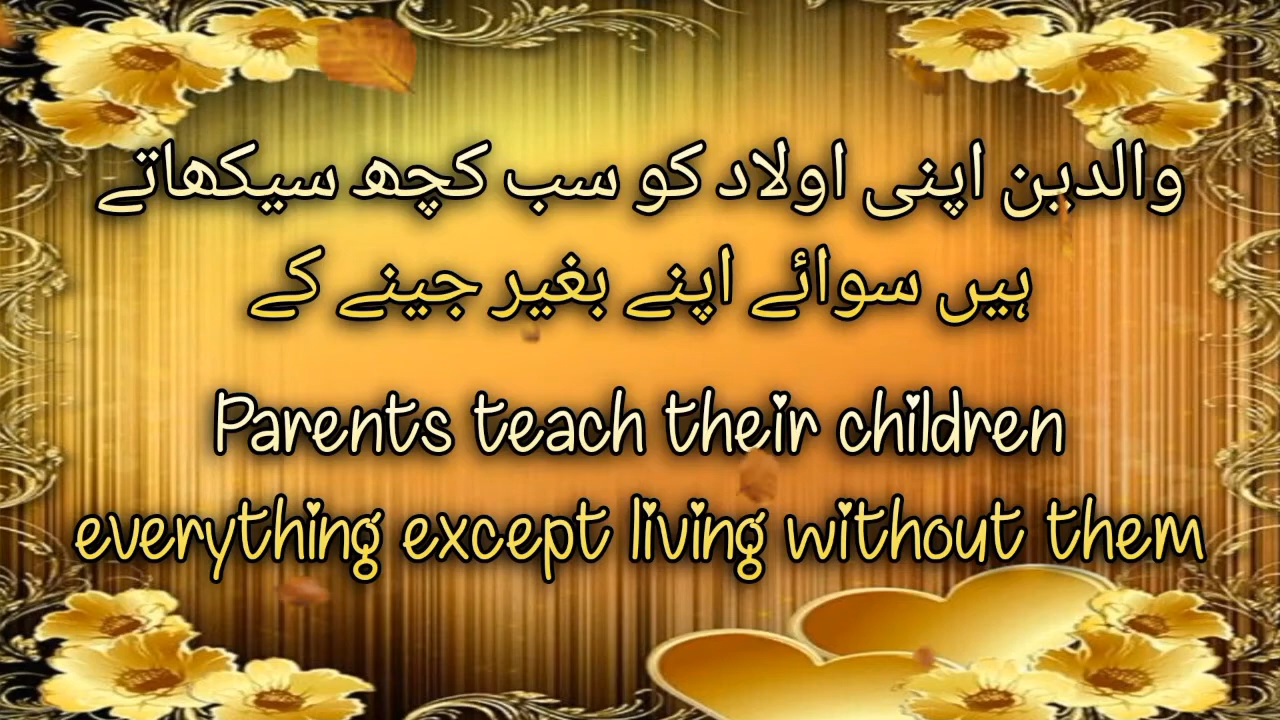 والدین اپنی اولاد کو سب کچھ سیکھاتے
ہیں سوائے اپنے بغیر جینے کے
Parents teach their children
everything except living without them